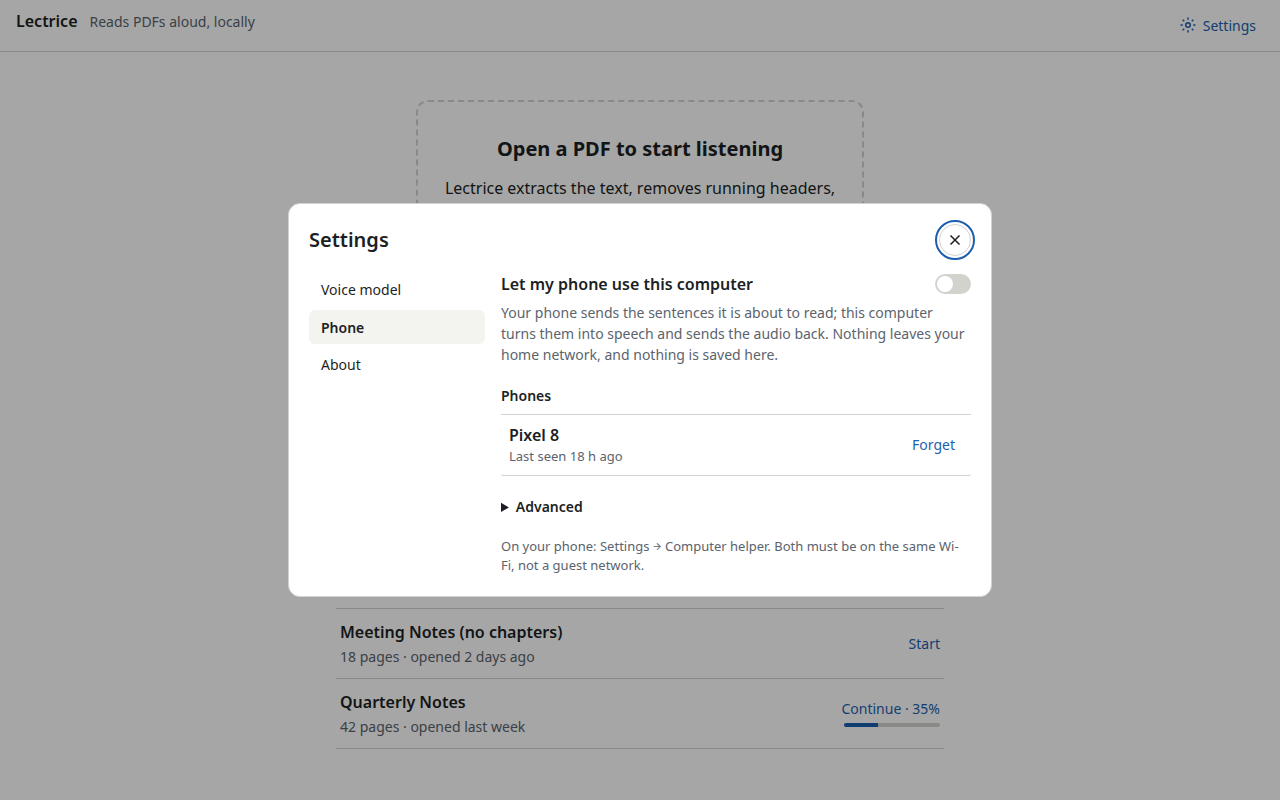 Lectrice Reads PDFs aloud, locally
Settings
Open a PDF to start listening
Lectrice extracts the text, removes running headers,
Settings
Voice model
Phone
About
Let my phone use this computer
Your phone sends the sentences it is about to read; this computer
turns them into speech and sends the audio back. Nothing leaves your
home network, and nothing is saved here.
Phones
Pixel 8
Last seen 18 h ago
Forget
Advanced
On your phone: Settings → Computer helper. Both must be on the same Wi-
Fi, not a guest network.
Meeting Notes (no chapters)
18 pages · opened 2 days ago
Start
Quarterly Notes
42 pages · opened last week
Continue · 35%